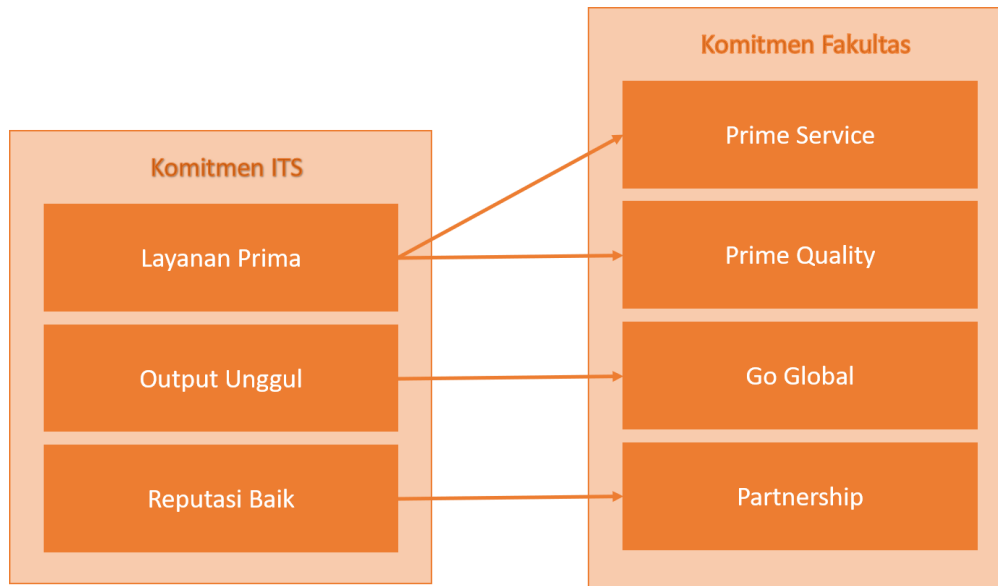 Komitmen ITS
Layanan Prima
Output Unggul
Reputasi Baik
Komitmen Fakultas
Prime Service
Prime Quality
Go Global
Partnership